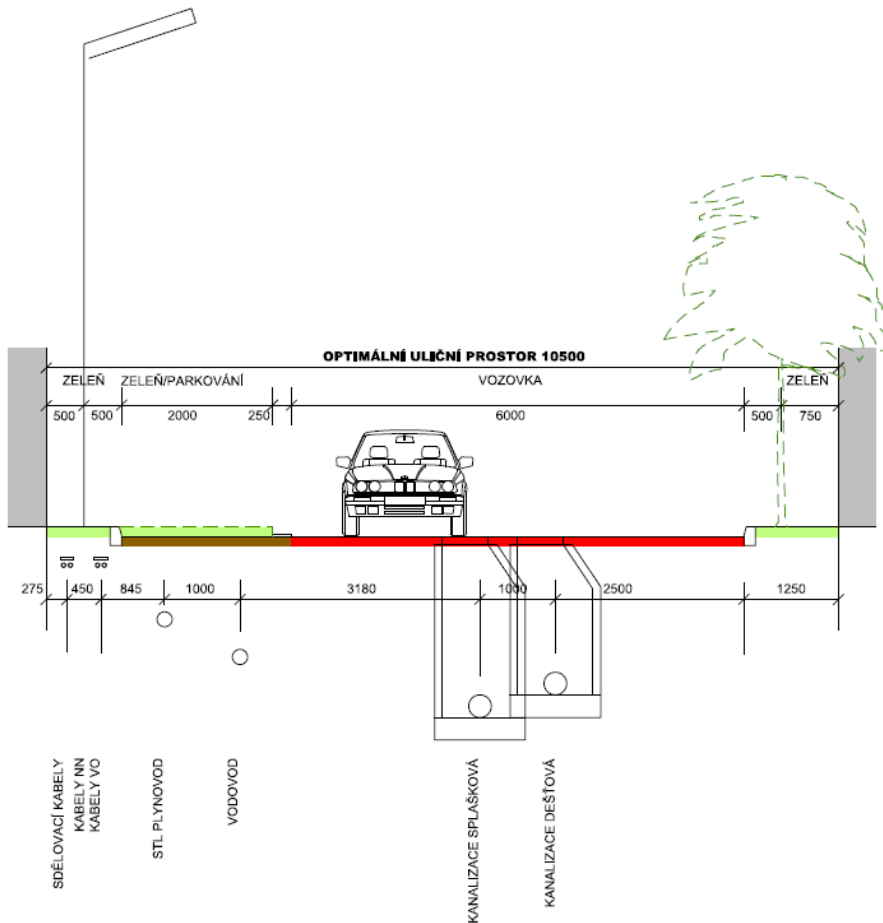 OPTIMÁLNÍ ULIČNÍ PROSTOR 10500
ZELEŇ ZELEŇ/PARKOVÁNÍ VOZOVKA ZELEŇ
500 500 2000 250 6000 500 750
275 450 845 1000 3180 1000 2500 1250
SDĚLOVACÍ KABELY
KABELY NN
KABELY VO
STL PLYNOVOD
VODOVOD
KANALIZACE SPLAŠKOVÁ
KANALIZACE DEŠŤOVÁ